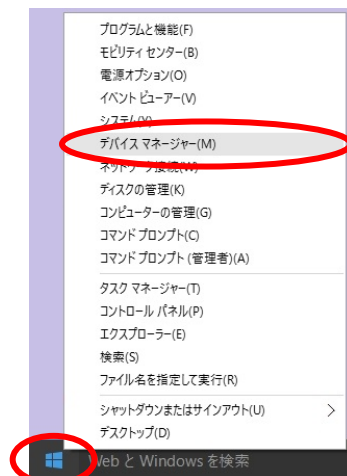 プログラムと機能(F)
モビリティ センター(B)
電源オプション(O)
イベント ビューアー(V)
システム(Y)
デバイス マネージャー(M)
ネットワーク接続(W)
ディスクの管理(K)
コンピューターの管理(G)
コマンド プロンプト(C)
コマンド プロンプト (管理者)(A)
タスク マネージャー(T)
コントロール パネル(P)
エクスプローラー(E)
検索(S)
ファイル名を指定して実行(R)
シャットダウンまたはサインアウト(U)
デスクトップ(D)
Web と Windows を検索